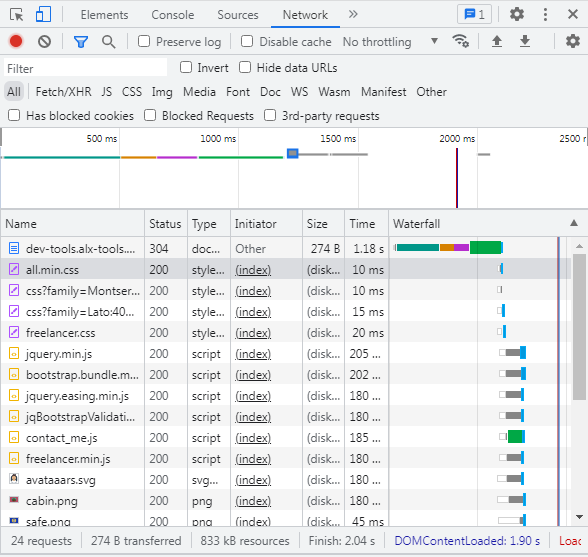 Elements Console Sources Network » 1
Preserve log Disable cache No throttling
Filter Invert Hide data URLs
All Fetch/XHR JS CSS Img Media Font Doc WS Wasm Manifest Other
Has blocked cookies Blocked Requests 3rd-party requests
500 ms 1000 ms 1500 ms 2000 ms 2500 r
Name Status Type Initiator Size Time Waterfall
dev-tools.alx-tools.... 304 doc... Other 274 B 1.18 s
all.min.css 200 style... (index) (disk... 10 ms
css?family=Montser... 200 style... (index) (disk... 10 ms
css?family=Lato:40... 200 style... (index) (disk... 15 ms
freelancer.css 200 style... (index) (disk... 20 ms
jquery.min.js 200 script (index) (disk... 205 ...
bootstrap.bundle.m... 200 script (index) (disk... 202 ...
jquery.easing.min.js 200 script (index) (disk... 180 ...
jqBootstrapValidati... 200 script (index) (disk... 180 ...
contact_me.js 200 script (index) (disk... 185 ...
freelancer.min.js 200 script (index) (disk... 180 ...
avataaars.svg 200 svg... (index) (disk... 180 ...
cabin.png 200 png (index) (disk... 180 ...
safe.png 200 png (index) (disk... 45 ms
24 requests 274 B transferred 833 kB resources Finish: 2.04 s DOMContentLoaded: 1.90 s Loac